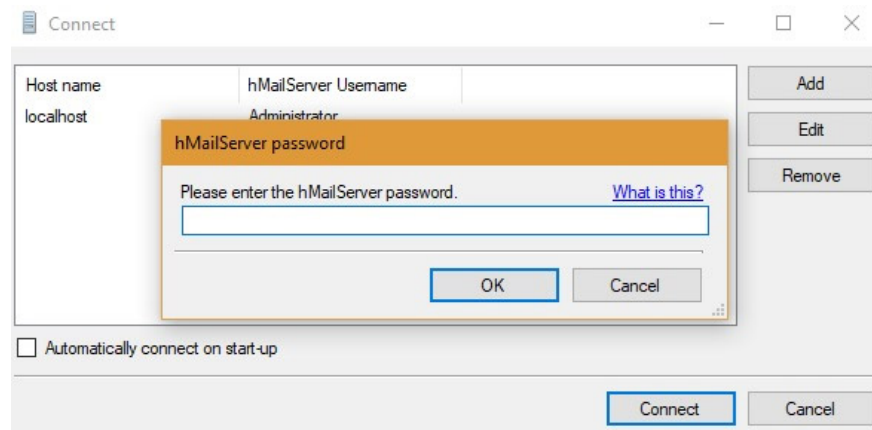 Connect
Host name hMailServer Username Add
localhost Administrator
hMailServer password Edit
Please enter the hMailServer password. What is this? Remove
OK Cancel
Automatically connect on start-up
Connect Cancel